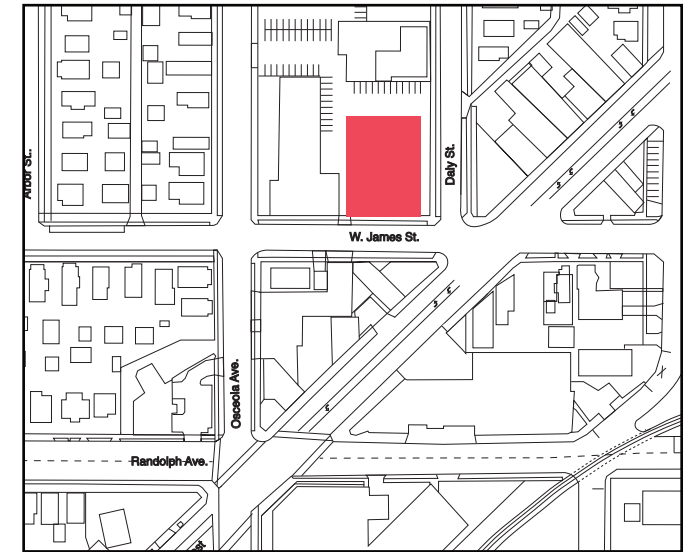 Arbor St.
Daly St.
W. James St.
Osceola Ave.
Randolph Ave.